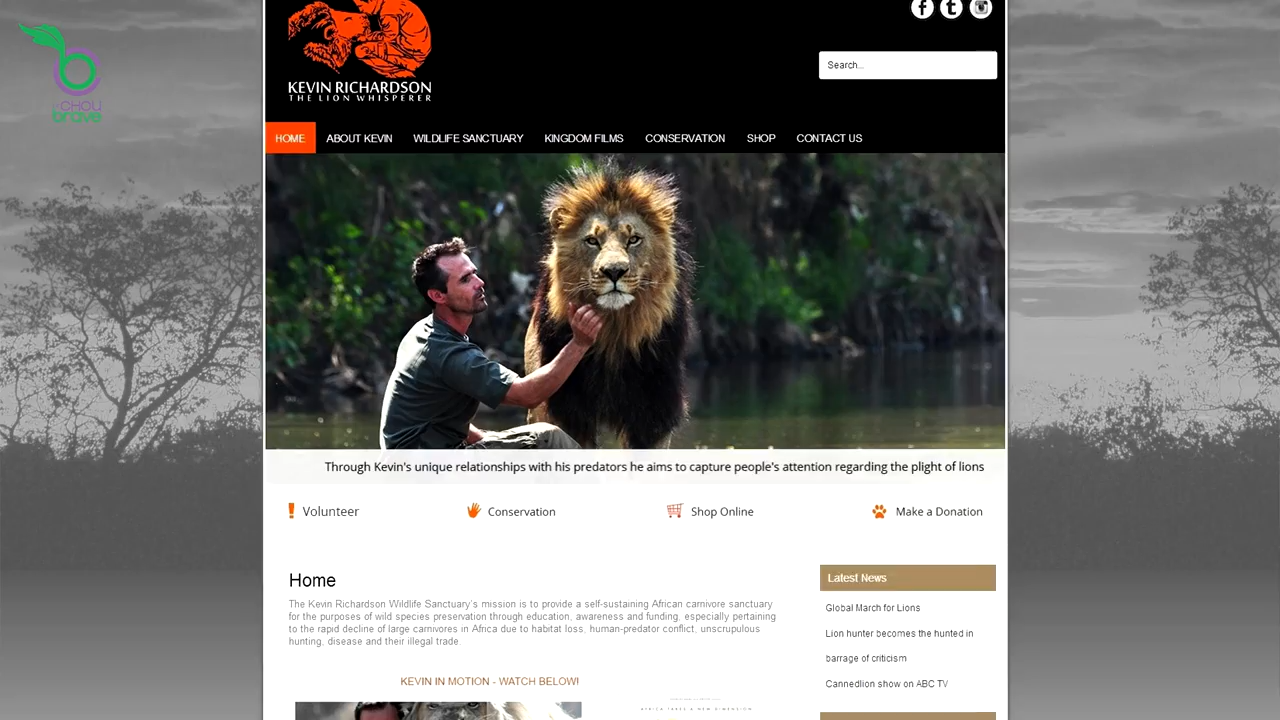 b
CHOU
brave
KEVIN RICHARDSON
THE LION WHISPERER
f t
Search...
HOME
ABOUT KEVIN
WILDLIFE SANCTUARY
KINGDOM FILMS
CONSERVATION
SHOP
CONTACT US
Through Kevin's unique relationships with his predators he aims to capture people's attention regarding the plight of lions
Volunteer
Conservation
Shop Online
Make a Donation
Home
The Kevin Richardson Wildlife Sanctuary's mission is to provide a self-sustaining African carnivore sanctuary
for the purposes of wild species preservation through education, awareness and funding, especially pertaining
to the rapid decline of large carnivores in Africa due to habitat loss, human-predator conflict, unscrupulous
hunting, disease and their illegal trade.
KEVIN IN MOTION - WATCH BELOW!
AFRICA TAKES A NEW DIMENSION
Latest News
Global March for Lions
Lion hunter becomes the hunted in
barrage of criticism
Cannedlion show on ABC TV